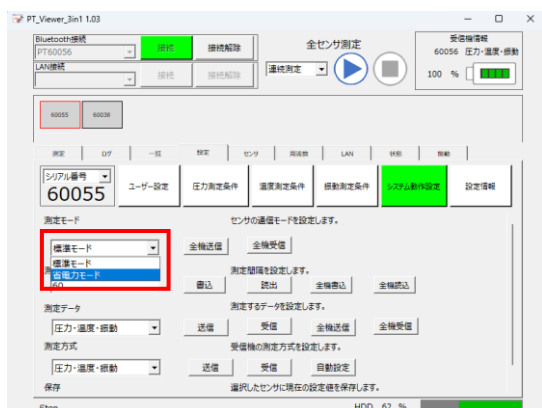 PT_Viewer_3in1 1.03
Bluetooth接続
PT60056
接続
接続解除
LAN接続
接続
接続解除
全センサ測定
連続測定
受信機情報
60056 圧力・温度・振動
100 %
60055
60038
測定
ログ
一覧
設定
センサ
周波数
LAN
状態
振動
シリアル番号
60055
ユーザー設定
圧力測定条件
温度測定条件
振動測定条件
システム動作設定
設定情報
測定モード
センサの通信モードを設定します。
標準モード
全機送信
全機受信
標準モード
省電力モード
測定間隔を設定します。
60
書込
読出
全機書込
全機読込
測定データ
測定するデータを設定します。
圧力・温度・振動
送信
受信
全機送信
全機受信
測定方式
受信機の測定方式を設定します。
圧力・温度・振動
送信
受信
自動設定
保存
選択したセンサに現在の設定値を保存します。
Stop
HDD 62 %